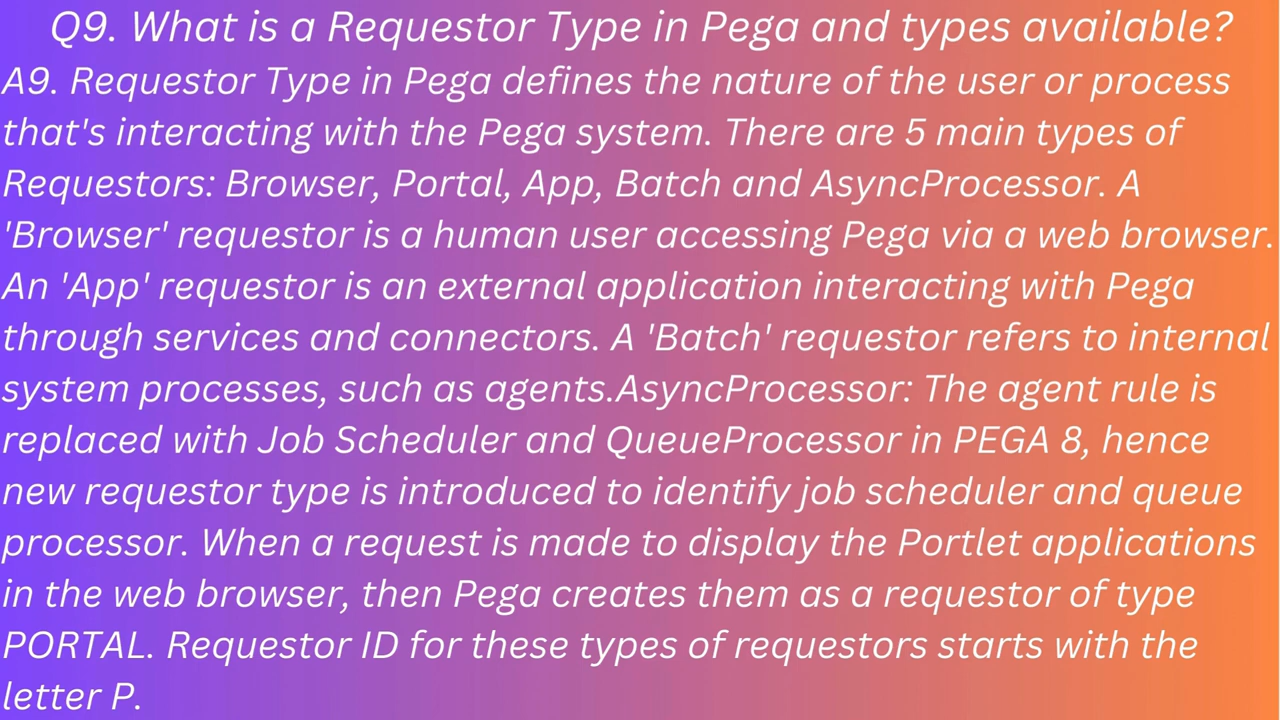 Q9. What is a Requestor Type in Pega and types available?
A9. Requestor Type in Pega defines the nature of the user or process
that's interacting with the Pega system. There are 5 main types of
Requestors: Browser, Portal, App, Batch and AsyncProcessor. A
'Browser' requestor is a human user accessing Pega via a web browser.
An 'App' requestor is an external application interacting with Pega
through services and connectors. A 'Batch' requestor refers to internal
system processes, such as agents.AsyncProcessor: The agent rule is
replaced with Job Scheduler and QueueProcessor in PEGA 8, hence
new requestor type is introduced to identify job scheduler and queue
processor. When a request is made to display the Portlet applications
in the web browser, then Pega creates them as a requestor of type
PORTAL. Requestor ID for these types of requestors starts with the
letter P.